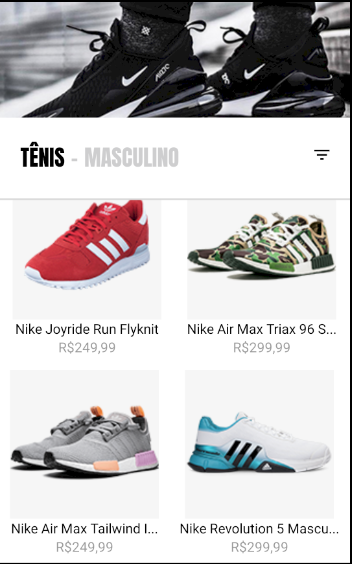 TÊNIS - MASCULINO
Nike Joyride Run Flyknit
Nike Air Max Triax 96 S...
R$249,99
R$299,99
Nike Air Max Tailwind I...
Nike Revolution 5 Mascu...
R$249,99
R$299,99